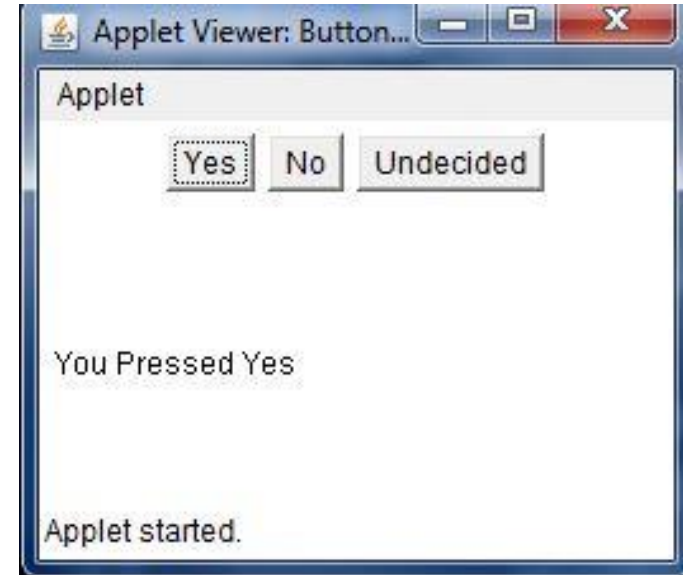 Applet Viewer: Button...
Applet
Yes No Undecided
You Pressed Yes
Applet started.